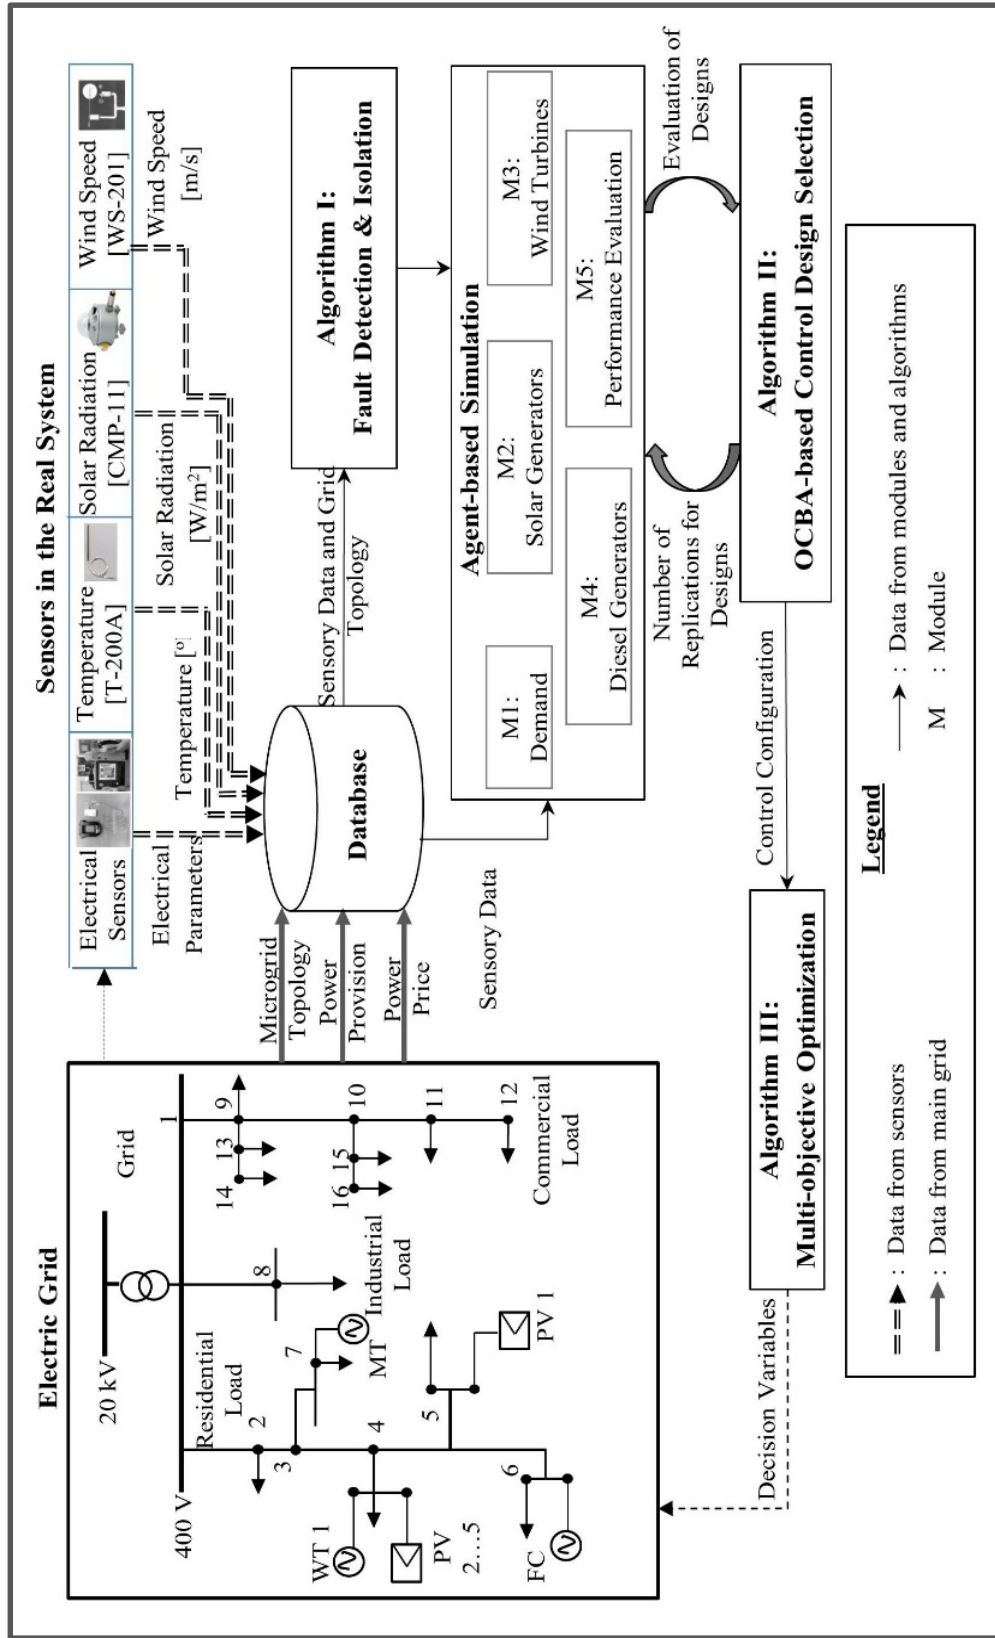 Electric Grid
Sensors in the Real System
20 kV
Grid
400 V
1
Residential
Load
2
3
4
5
6
7
8
9
10
11
12
13
14
15
16
Industrial
Load
MT
PV 1
WT 1
PV
2…5
FC
Commercial
Load
Electrical
Sensors
Temperature
[T-200A]
Solar Radiation
[CMP-11]
Wind Speed
[WS-201]
Electrical
Parameters
Temperature [º
Solar Radiation
[W/m²]
Wind Speed
[m/s]
Microgrid
Topology
Power
Provision
Power
Price
Database
Sensory Data and Grid
Topology
Sensory Data
Algorithm I:
Fault Detection & Isolation
Agent-based Simulation
M1:
Demand
M2:
Solar Generators
M3:
Wind Turbines
M4:
Diesel Generators
M5:
Performance Evaluation
Number of
Replications for
Designs
Evaluation of
Designs
Algorithm II:
OCBA-based Control Design Selection
Control Configuration
Algorithm III:
Multi-objective Optimization
Decision Variables
Legend
: Data from sensors
: Data from main grid
: Data from modules and algorithms
M : Module